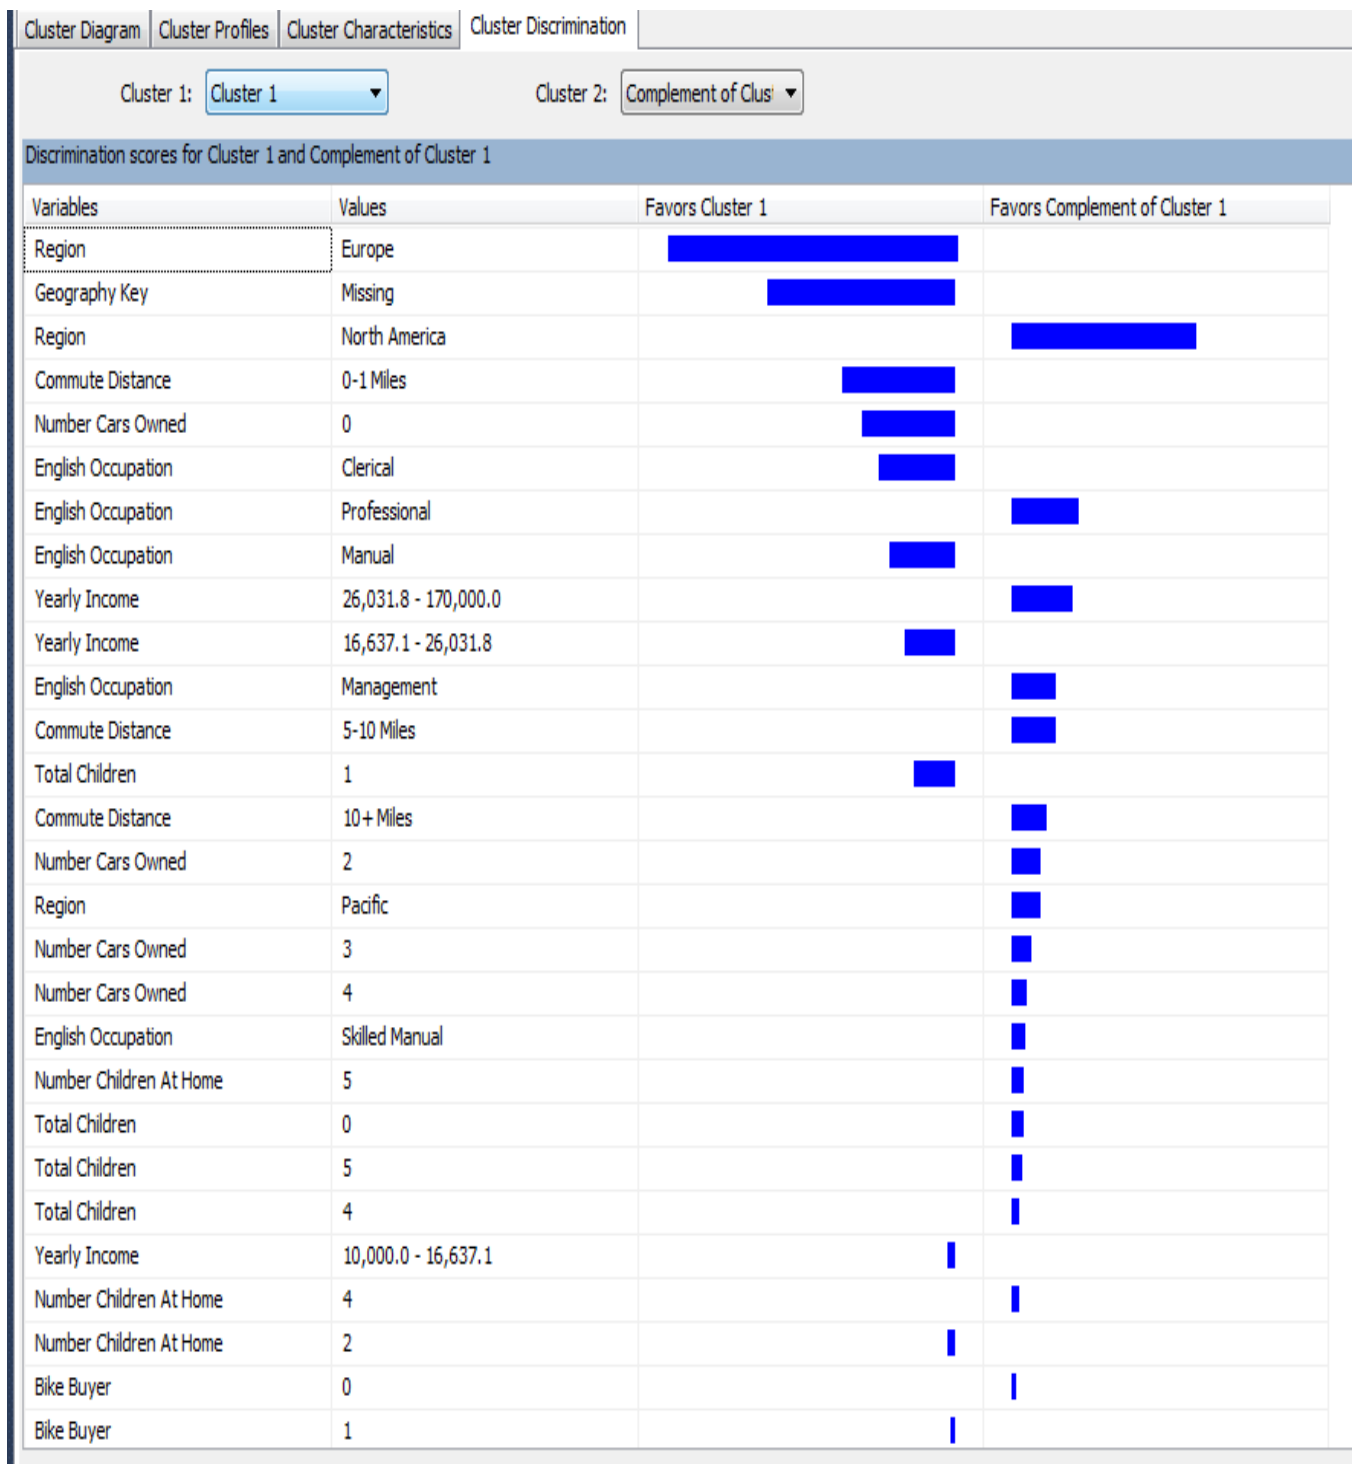 Cluster Diagram Cluster Profiles Cluster Characteristics Cluster Discrimination
Cluster 1: Cluster 1 Cluster 2: Complement of Clus
Discrimination scores for Cluster 1 and Complement of Cluster 1
Variables Values Favors Cluster 1 Favors Complement of Cluster 1
Region Europe
Geography Key Missing
Region North America
Commute Distance 0-1 Miles
Number Cars Owned 0
English Occupation Clerical
English Occupation Professional
English Occupation Manual
Yearly Income 26,031.8 - 170,000.0
Yearly Income 16,637.1 - 26,031.8
English Occupation Management
Commute Distance 5-10 Miles
Total Children 1
Commute Distance 10+ Miles
Number Cars Owned 2
Region Pacific
Number Cars Owned 3
Number Cars Owned 4
English Occupation Skilled Manual
Number Children At Home 5
Total Children 0
Total Children 5
Total Children 4
Yearly Income 10,000.0 - 16,637.1
Number Children At Home 4
Number Children At Home 2
Bike Buyer 0
Bike Buyer 1